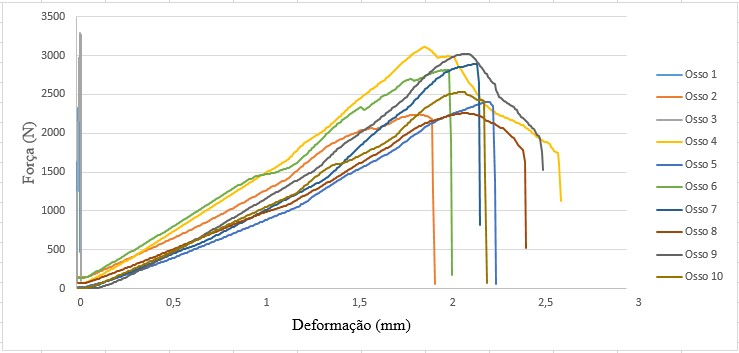 3500
3000
2500
2000
1500
1000
500
0
Força (N)
0
0,5
1
1,5
2
2,5
3
Deformação (mm)
Osso 1
Osso 2
Osso 3
Osso 4
Osso 5
Osso 6
Osso 7
Osso 8
Osso 9
Osso 10